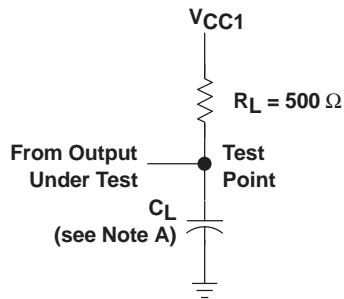 VCC1
RL = 500 Ω
From Output
Under Test
Test
Point
CL
(see Note A)